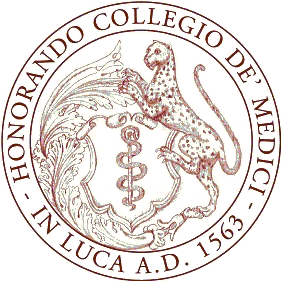 - HONORANDO COLLEGIO DE' MEDICI -
IN LUCA A.D. 1563